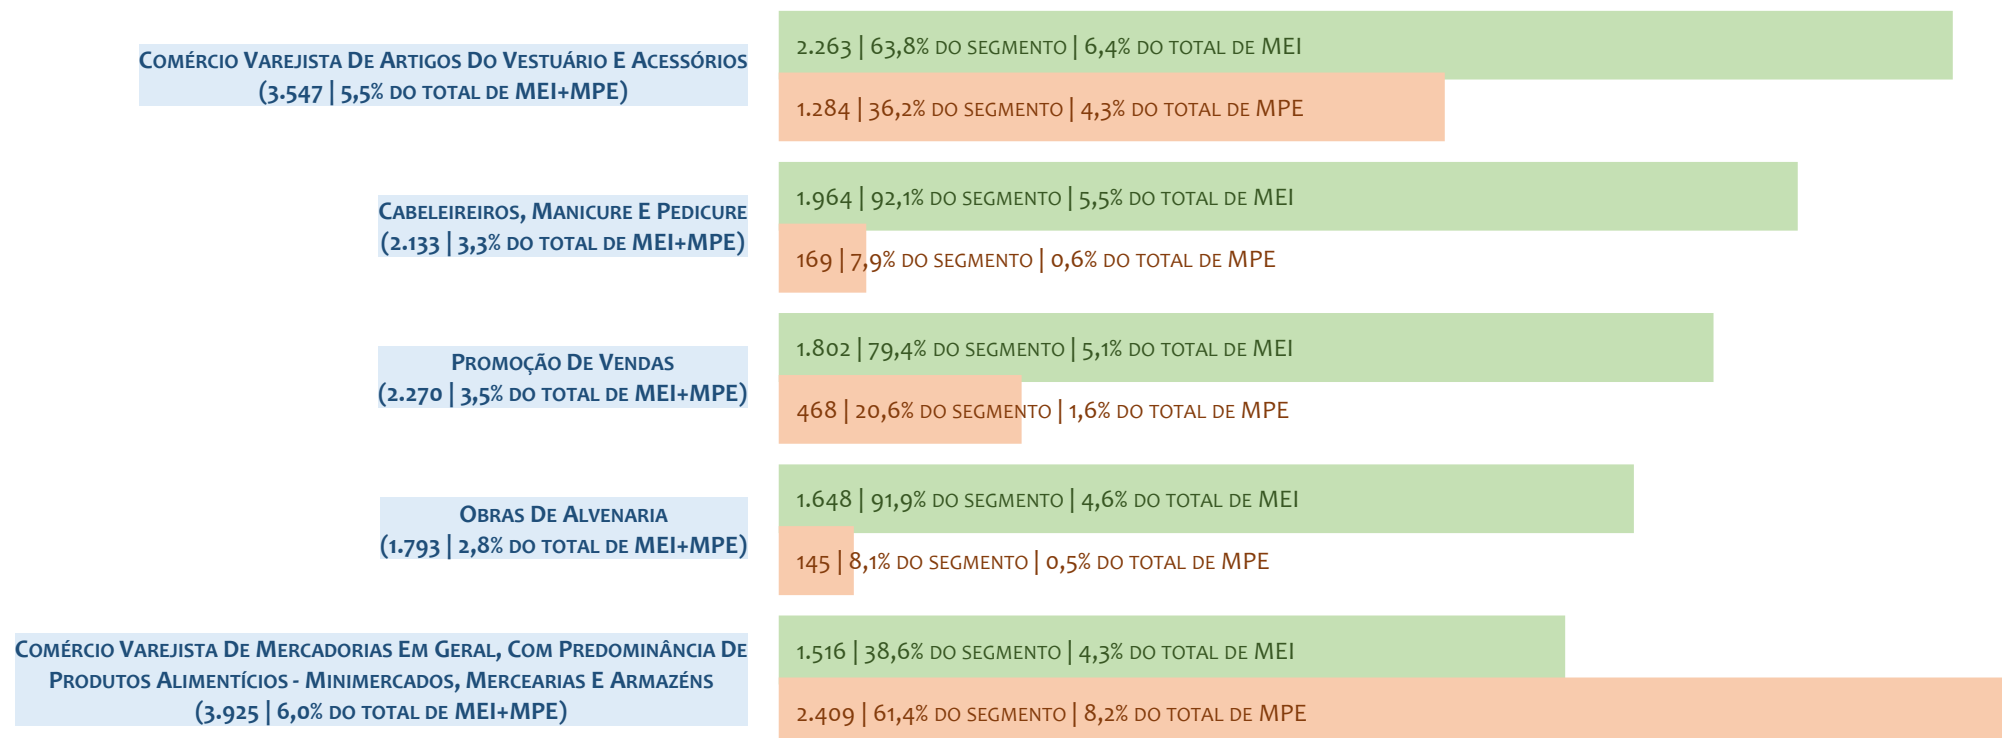 Comércio Varejista De Artigos Do Vestuário E Acessórios
(3.547 | 5,5% do total de MEI+MPE)
2.263 | 63,8% do segmento | 6,4% do total de MEI
1.284 | 36,2% do segmento | 4,3% do total de MPE
Cabeleireiros, Manicure E Pedicure
(2.133 | 3,3% do total de MEI+MPE)
1.964 | 92,1% do segmento | 5,5% do total de MEI
169 | 7,9% do segmento | 0,6% do total de MPE
Promoção De Vendas
(2.270 | 3,5% do total de MEI+MPE)
1.802 | 79,4% do segmento | 5,1% do total de MEI
468 | 20,6% do segmento | 1,6% do total de MPE
Obras De Alvenaria
(1.793 | 2,8% do total de MEI+MPE)
1.648 | 91,9% do segmento | 4,6% do total de MEI
145 | 8,1% do segmento | 0,5% do total de MPE
Comércio Varejista De Mercadorias Em Geral, Com Predominância De
Produtos Alimentícios - Minimercados, Mercearias E Armazéns
(3.925 | 6,0% do total de MEI+MPE)
1.516 | 38,6% do segmento | 4,3% do total de MEI
2.409 | 61,4% do segmento | 8,2% do total de MPE